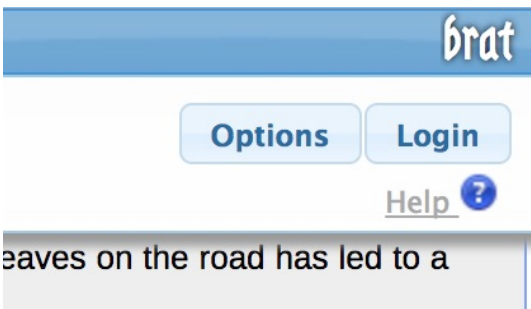 brat
Options Login
Help ?
eaves on the road has led to a